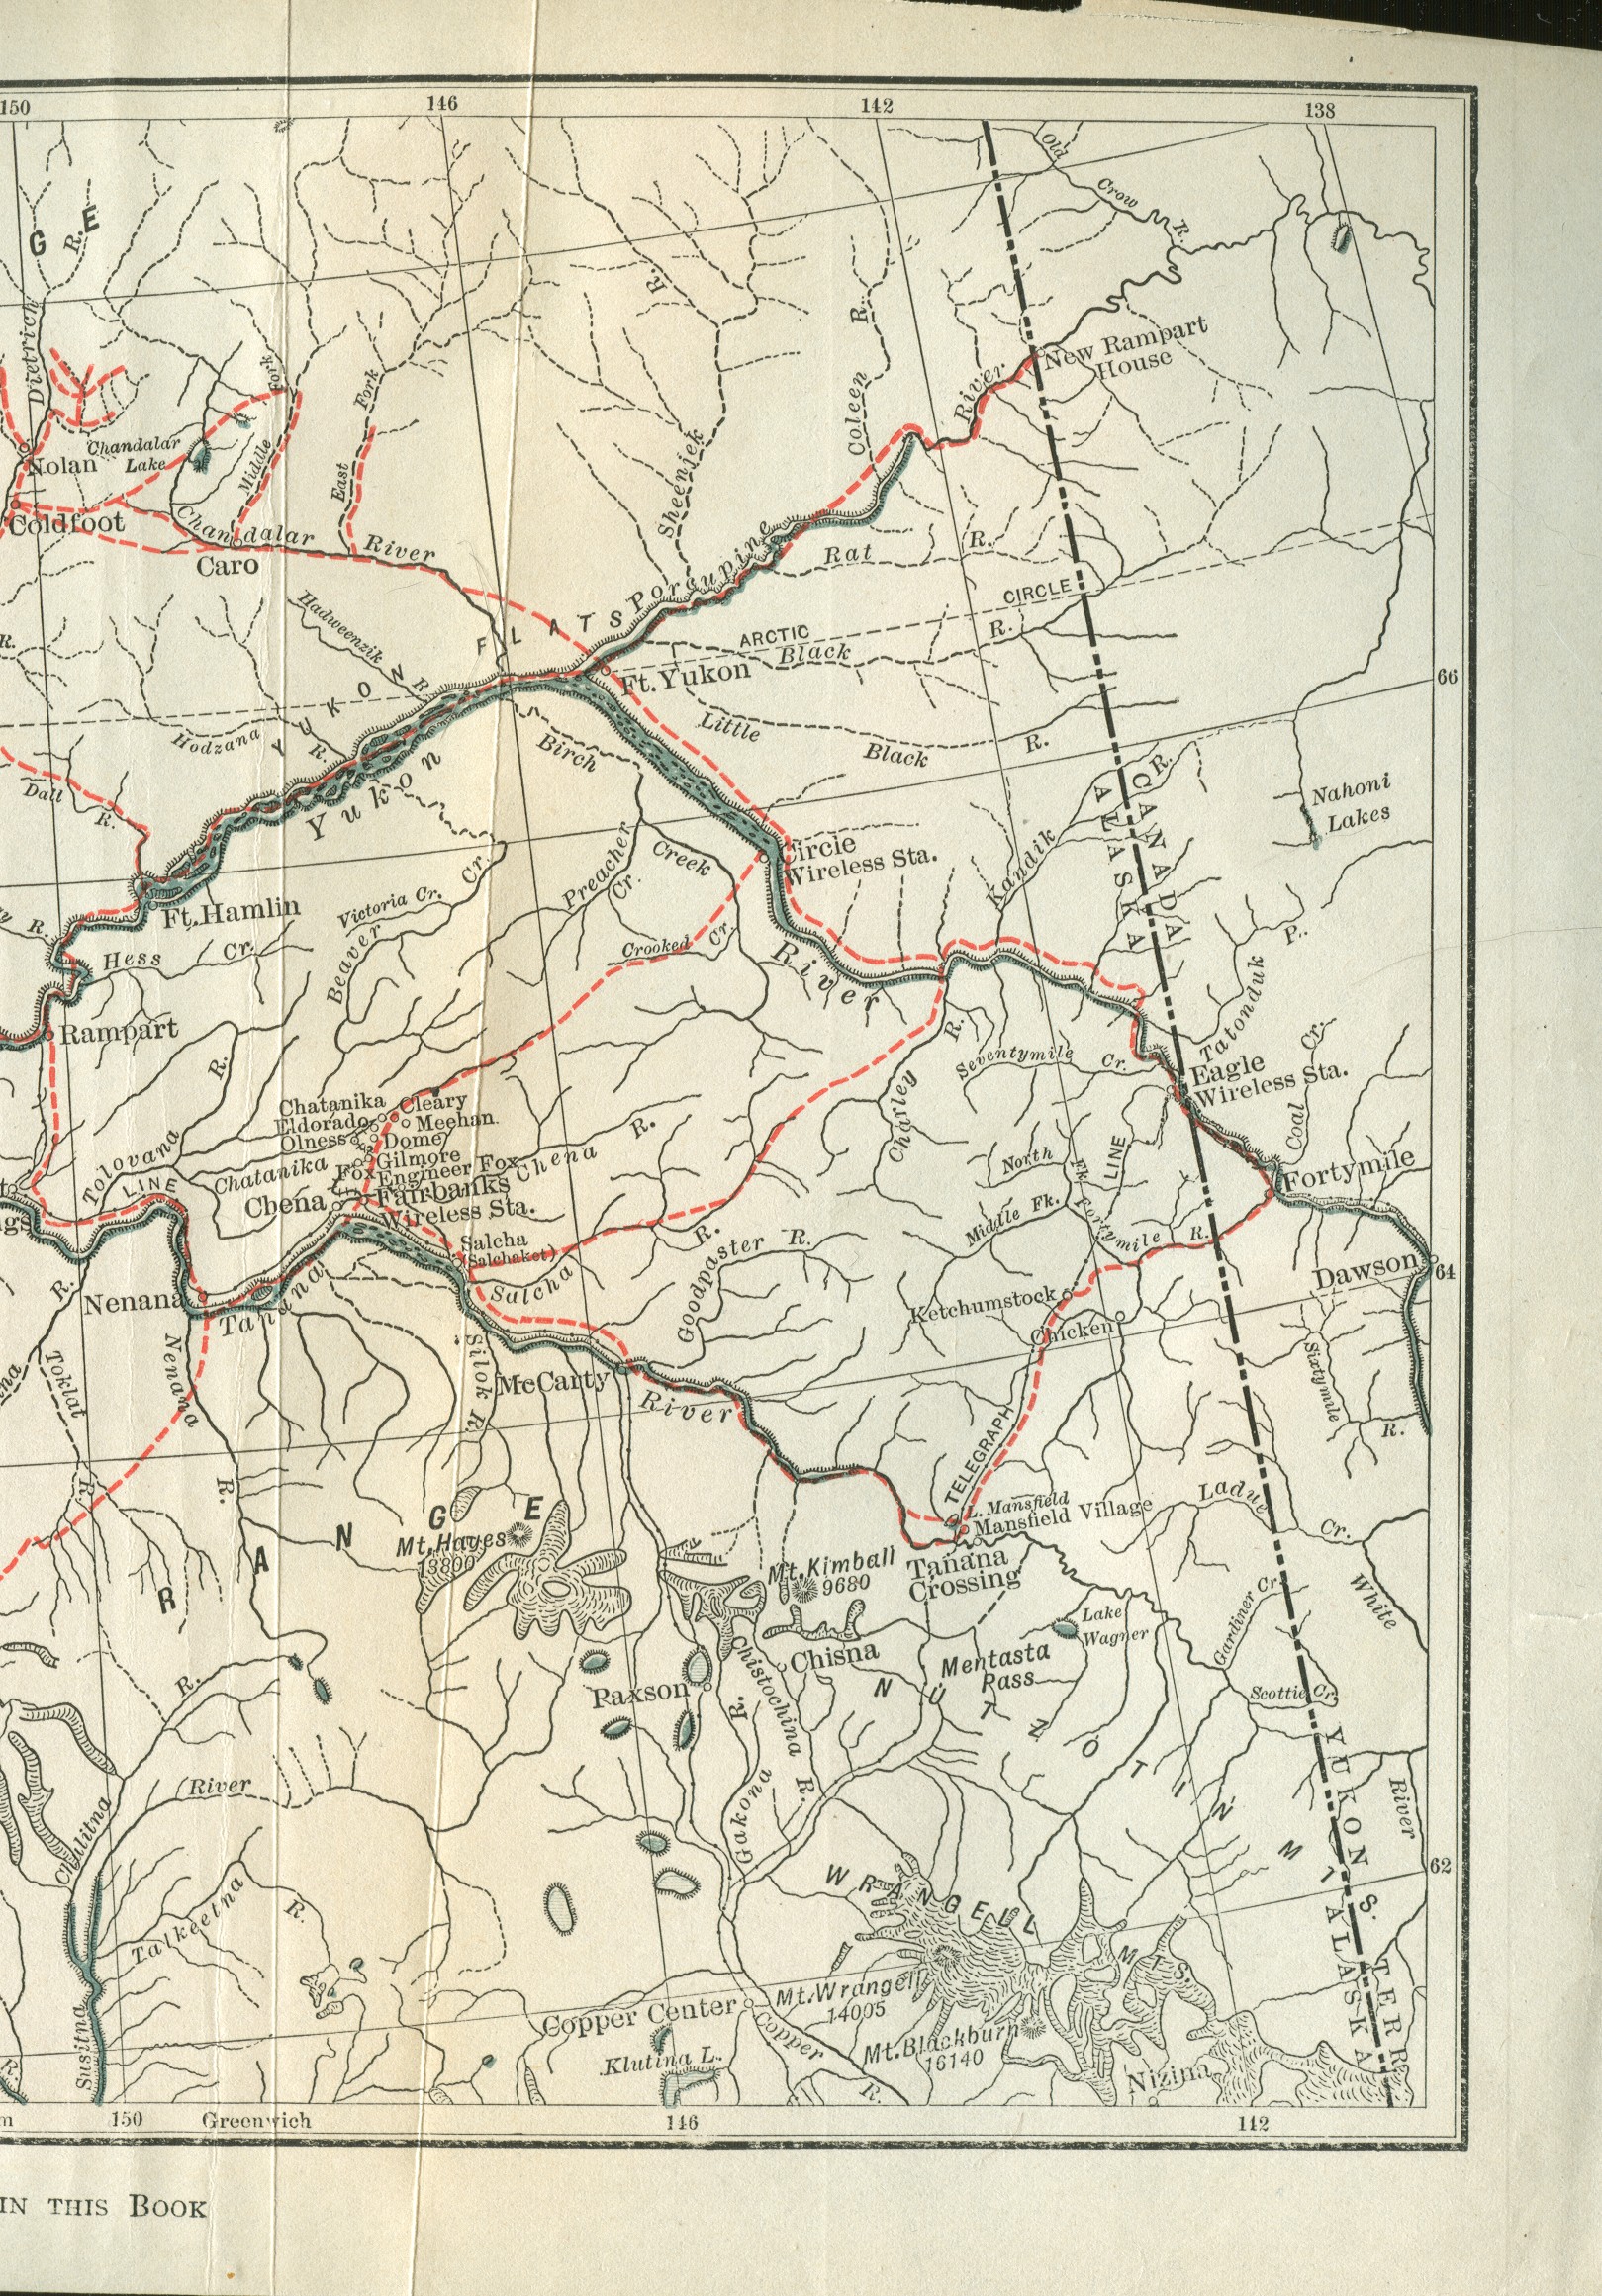 150
146
142
138
G
E
R.
R.
Old
Crow
R.
R.
Dietrich
Fork
Fork
Coleen
River
New Rampart
House
Chandalar
Lake
Nolan
Middle
East
Sheenjek
Coldfoot
Chandalar
River
Caro
Porcupine
Rat
R.
CIRCLE
Hadweenzik
R.
FLATS
ARCTIC
Black
R.
R.
YUKON
Ft. Yukon
66
Hodzana
R.
Little
Black
R.
Birch
Yukon
Dall
R.
Nahoni
Lakes
R.
CANADA
ALASKA
Kandik
Circle
Wireless Sta.
Preacher
Cr.
Creek
Cr.
Victoria Cr.
Beaver
Ft. Hamlin
R.
Hess
Cr.
Crooked
Cr.
River
Tatonduk
R.
Rampart
R.
R.
Seventymile
Cr.
Eagle
Wireless Sta.
Coal
Cr.
Charley
Chatanika
Cleary
Eldorado
Meehan
Olness
Dome
Gilmore
Fox
Engineer Fox
Chatanika
Chena
R.
Tolovana
LINE
Chena
Fairbanks
Wireless Sta.
North
Fk.
LINE
Fortymile
Middle Fk.
Fortymile
R.
gs
Salcha
(Salchaket)
Salcha
R.
Goodpaster
R.
Dawson
64
R.
Nenana
Tanana
Ketchumstock
Chicken
Sixtymile
R.
Toklat
R.
Nenana
R.
Silok
R.
McCarty
River
TELEGRAPH
L. Mansfield
Mansfield Village
Ladue
Cr.
G
E
Mt. Hayes
13800
N
A
R
Mt. Kimball
9680
Tanana
Crossing
White
Lake
Wagner
Gardiner
Cr.
Chisna
Mentasta
Pass
Scottie
Cr.
Paxson
Chistochina
R.
R.
Gakona
R.
NUTZOTIN MTS.
YUKON
TERR.
River
River
Chulitna
62
Talkeetna
R.
WRANGELL
MTS.
ALASKA
Mt. Wrangell
14005
Copper Center
Copper
R.
Mt. Blackburn
16140
Klutina L.
Nizina
Susitna
R.
m
150
Greenwich
146
142
IN THIS BOOK